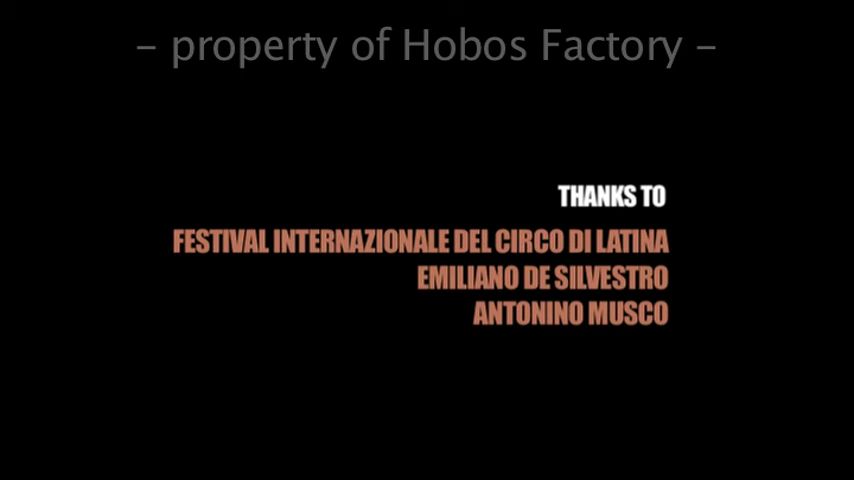 – property of Hobos Factory –
THANKS TO
FESTIVAL INTERNAZIONALE DEL CIRCO DI LATINA
EMILIANO DE SILVESTRO
ANTONINO MUSCO